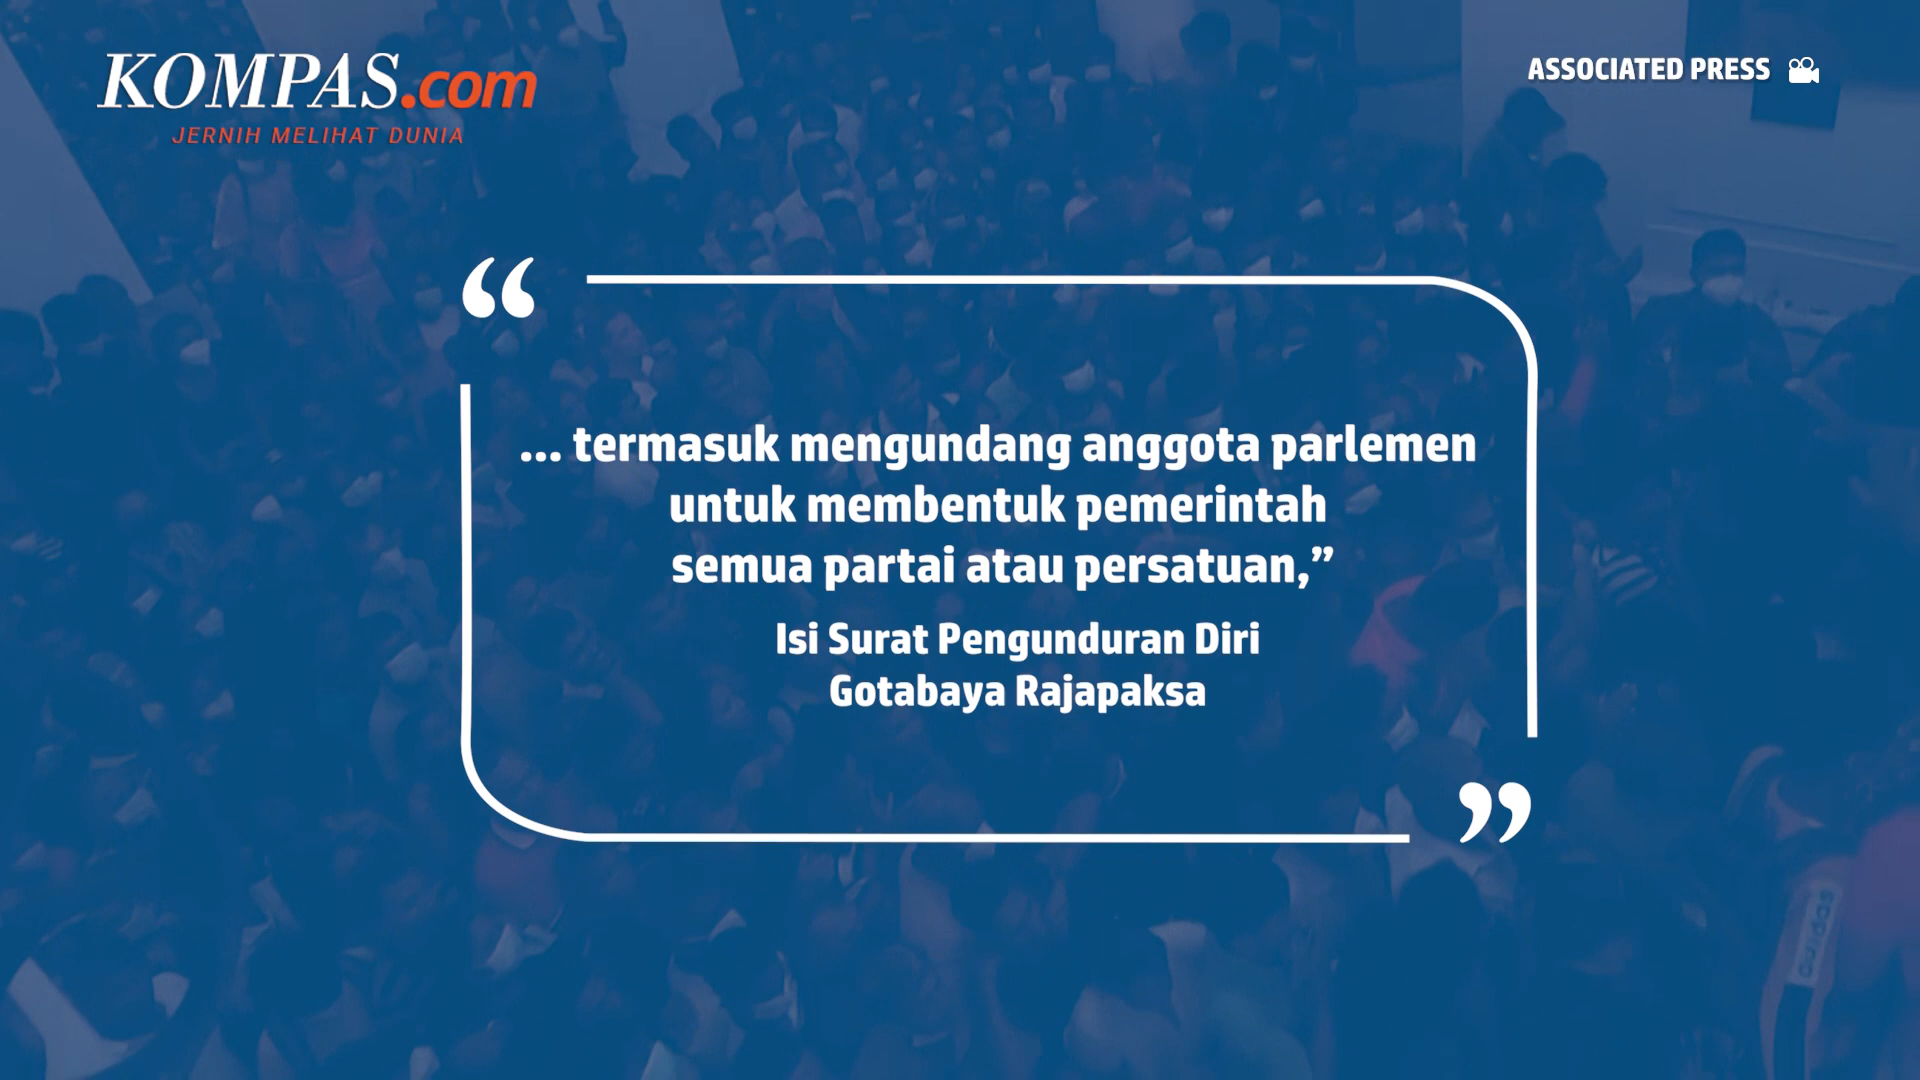 KOMPAS.com
JERNIH MELIHAT DUNIA
ASSOCIATED PRESS
“
... termasuk mengundang anggota parlemen
untuk membentuk pemerintah
semua partai atau persatuan,”
Isi Surat Pengunduran Diri
Gotabaya Rajapaksa
”
adidas